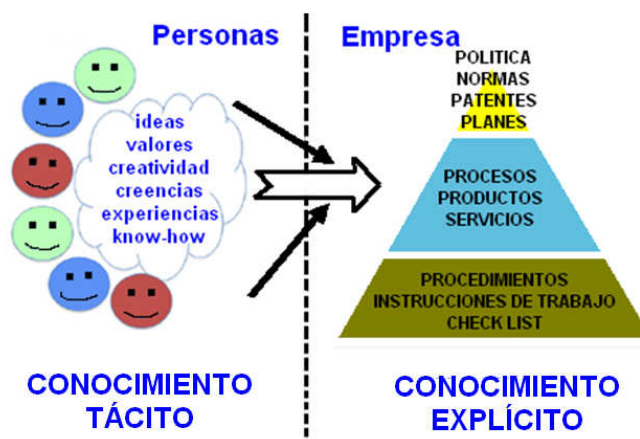 Personas
ideas
valores
creatividad
creencias
experiencias
know-how
CONOCIMIENTO
TÁCITO
Empresa
POLITICA
NORMAS
PATENTES
PLANES
PROCESOS
PRODUCTOS
SERVICIOS
PROCEDIMIENTOS
INSTRUCCIONES DE TRABAJO
CHECK LIST
CONOCIMIENTO
EXPLÍCITO